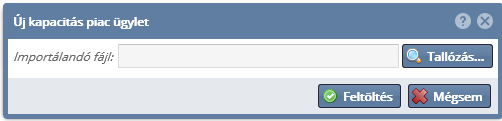 Új kapacitás piac ügylet
Importálandó fájl: Tallózás...
Feltöltés Mégsem